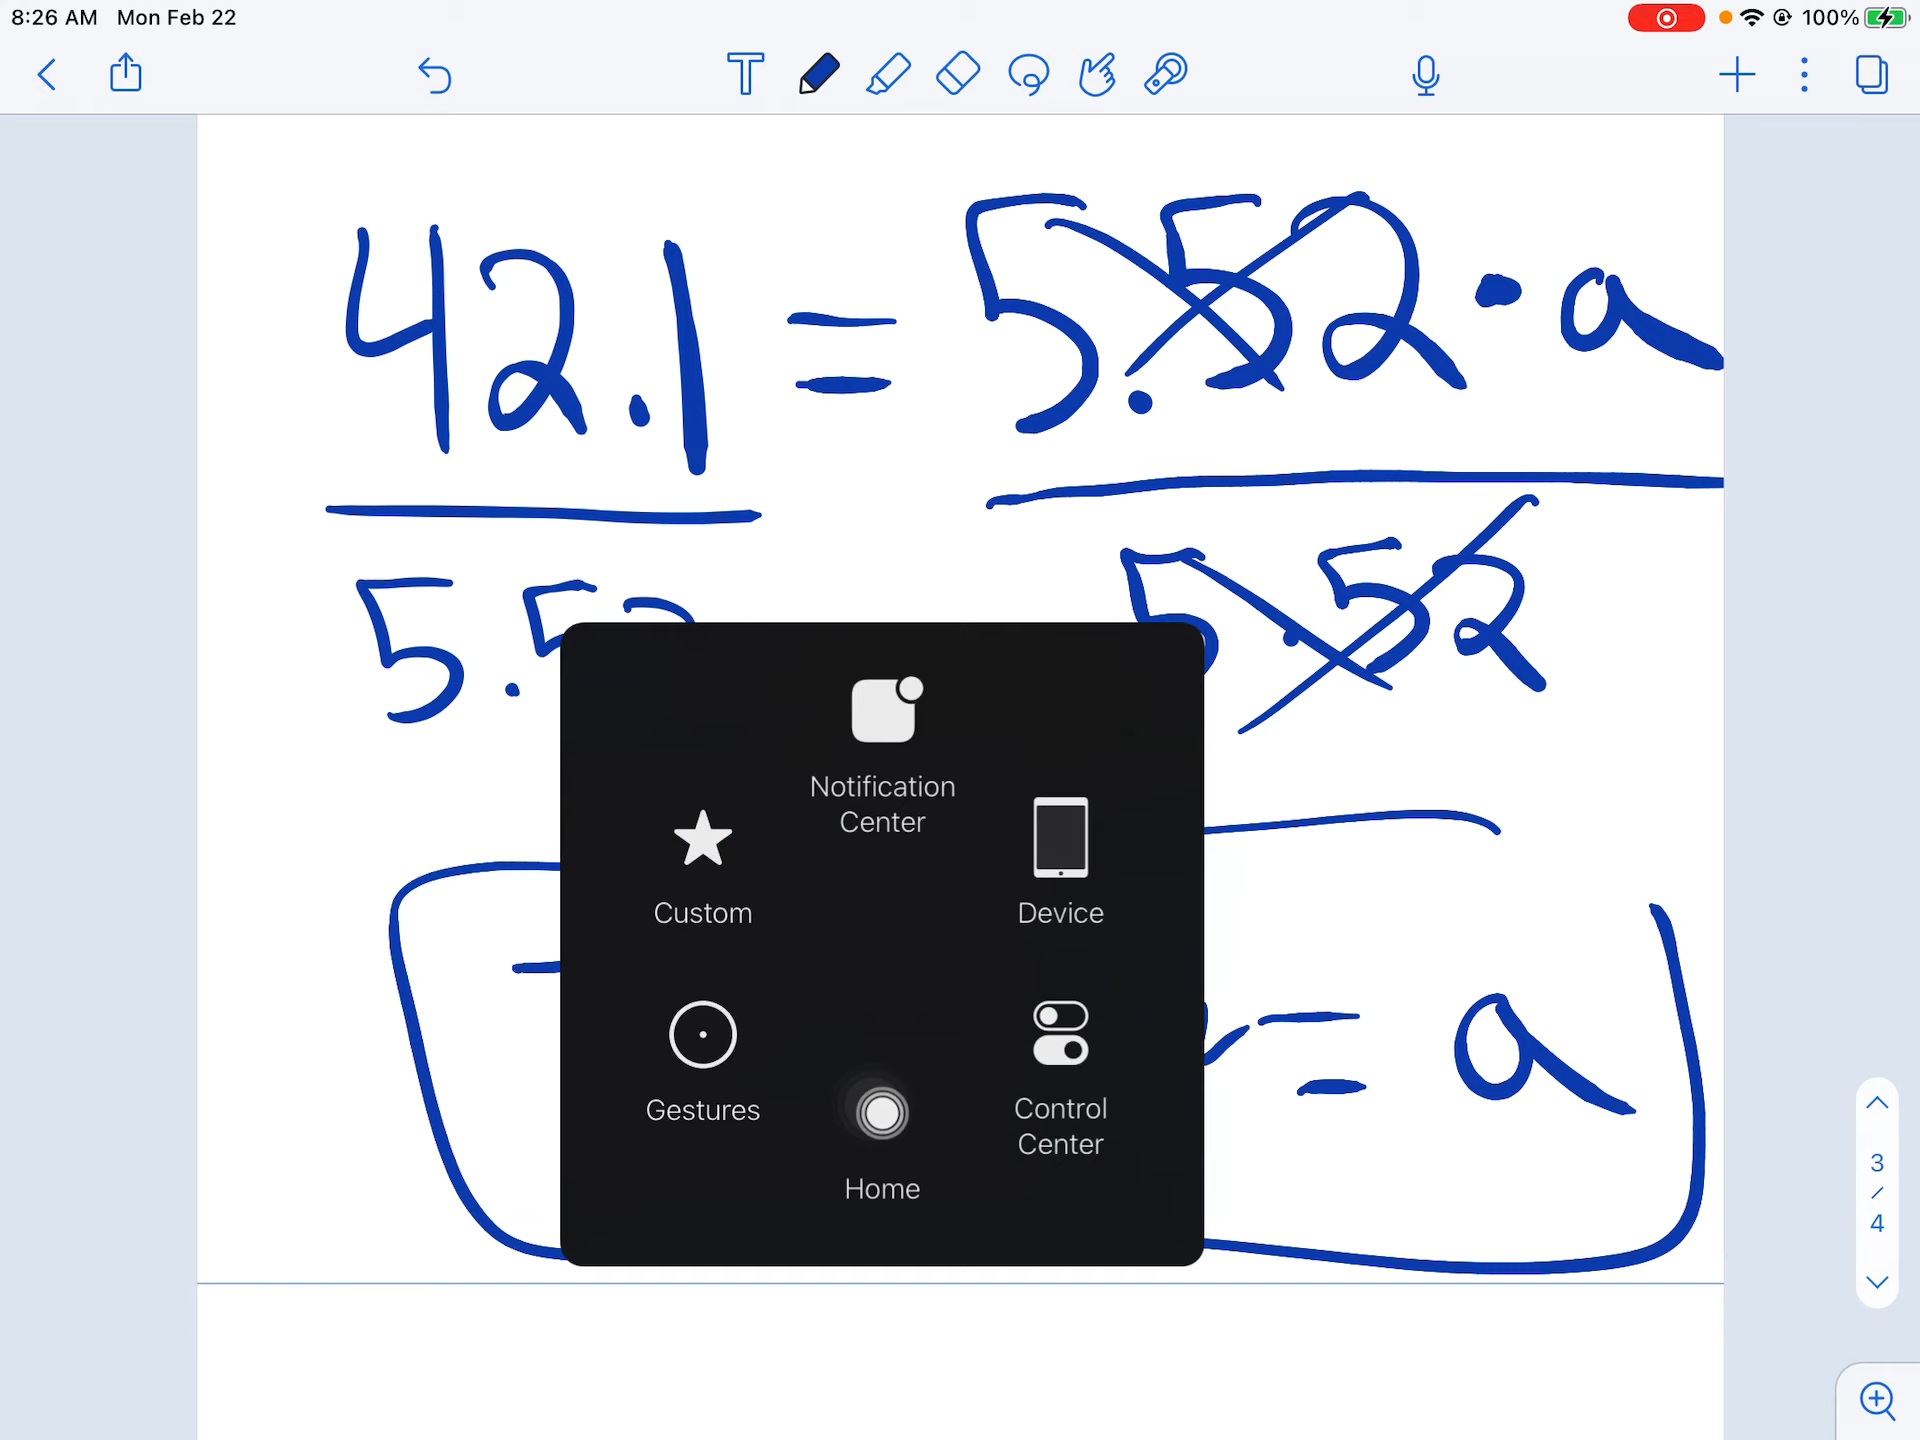 8:26 AM Mon Feb 22
100%
T
42.1 = 5.52 · a
5.5
5.52
Notification
Center
Custom
Device
Gestures
Control
Center
Home
= a
3
/
4